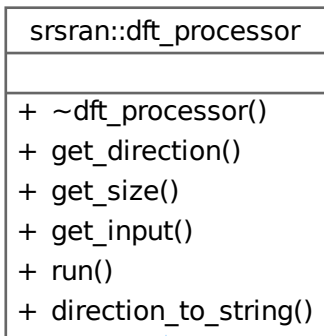 srsran::dft_processor
+ ~dft_processor()
+ get_direction()
+ get_size()
+ get_input()
+ run()
+ direction_to_string()